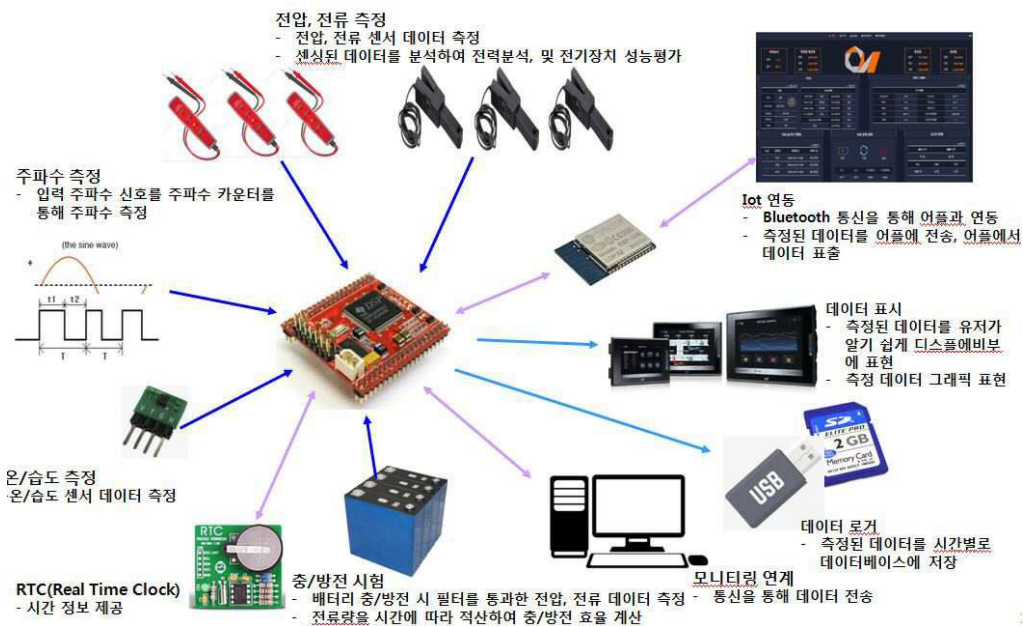 전압, 전류 측정
- 전압, 전류 센서 데이터 측정
- 센싱된 데이터를 분석하여 전력분석, 및 전기장치 성능평가
주파수 측정
- 입력 주파수 신호를 주파수 카운터를
통해 주파수 측정
(the sine wave)
+
t1 t2
T T
Iot 연동
- Bluetooth 통신을 통해 어플과 연동
- 측정된 데이터를 어플에 전송, 어플에서
데이터 표출
DSP
데이터 표시
- 측정된 데이터를 유저가
알기 쉽게 디스플에비부
에 표현
- 측정 데이터 그래픽 표현
온/습도 측정
온/습도 센서 데이터 측정
ELITE PRO
2 GB
Memory Card
USB
데이터 로거
- 측정된 데이터를 시간별로
데이터베이스에 저장
RTC
RTC(Real Time Clock)
- 시간 정보 제공
충/방전 시험
- 배터리 충/방전 시 필터를 통과한 전압, 전류 데이터 측정
- 전류량을 시간에 따라 적산하여 충/방전 효율 계산
모니터링 연계
- 통신을 통해 데이터 전송